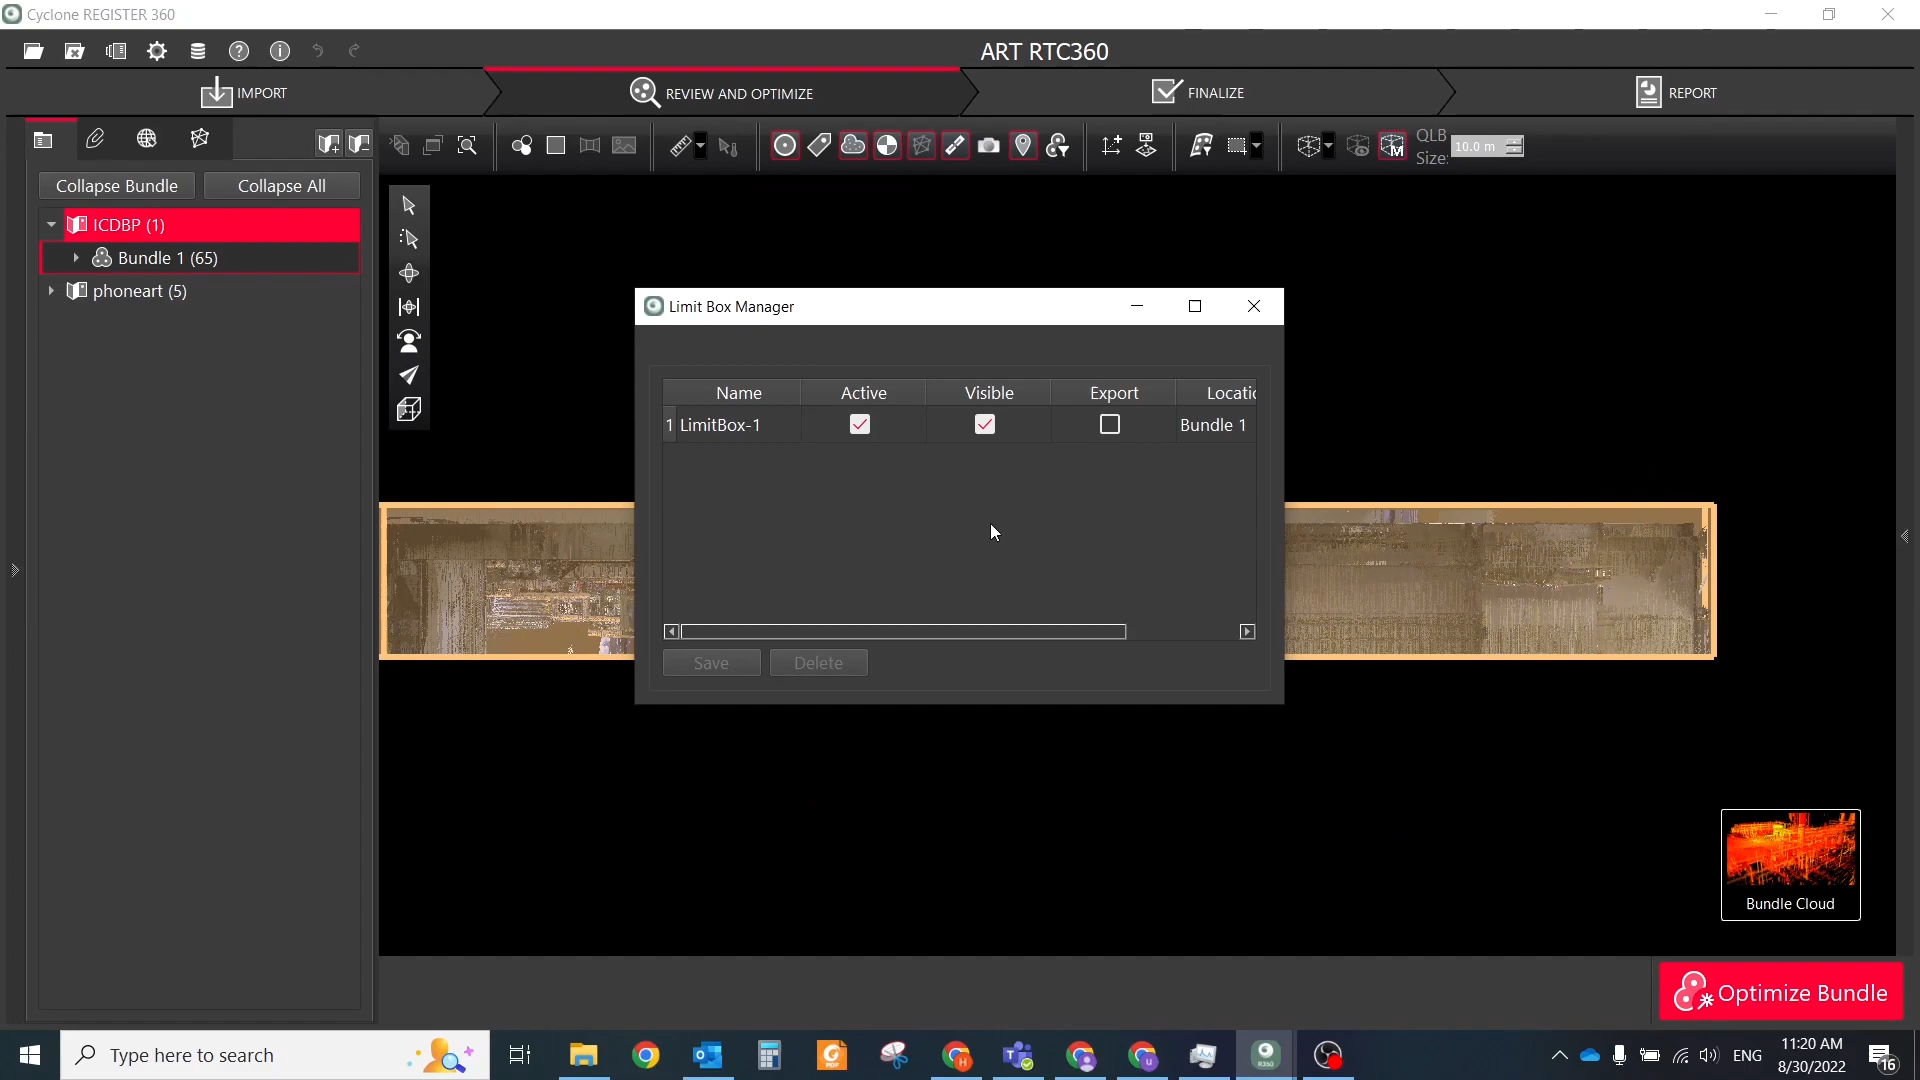 Cyclone REGISTER 360
ART RTC360
IMPORT
REVIEW AND OPTIMIZE
FINALIZE
REPORT
QLB
Size:
10.0 m
M
Collapse Bundle
Collapse All
ICDBP (1)
Bundle 1 (65)
phoneart (5)
Limit Box Manager
Name
Active
Visible
Export
Locatio
1
LimitBox-1
Bundle 1
Save
Delete
Bundle Cloud
Optimize Bundle
Type here to search
PDF
H
u
R360
ENG
11:20 AM
8/30/2022
16